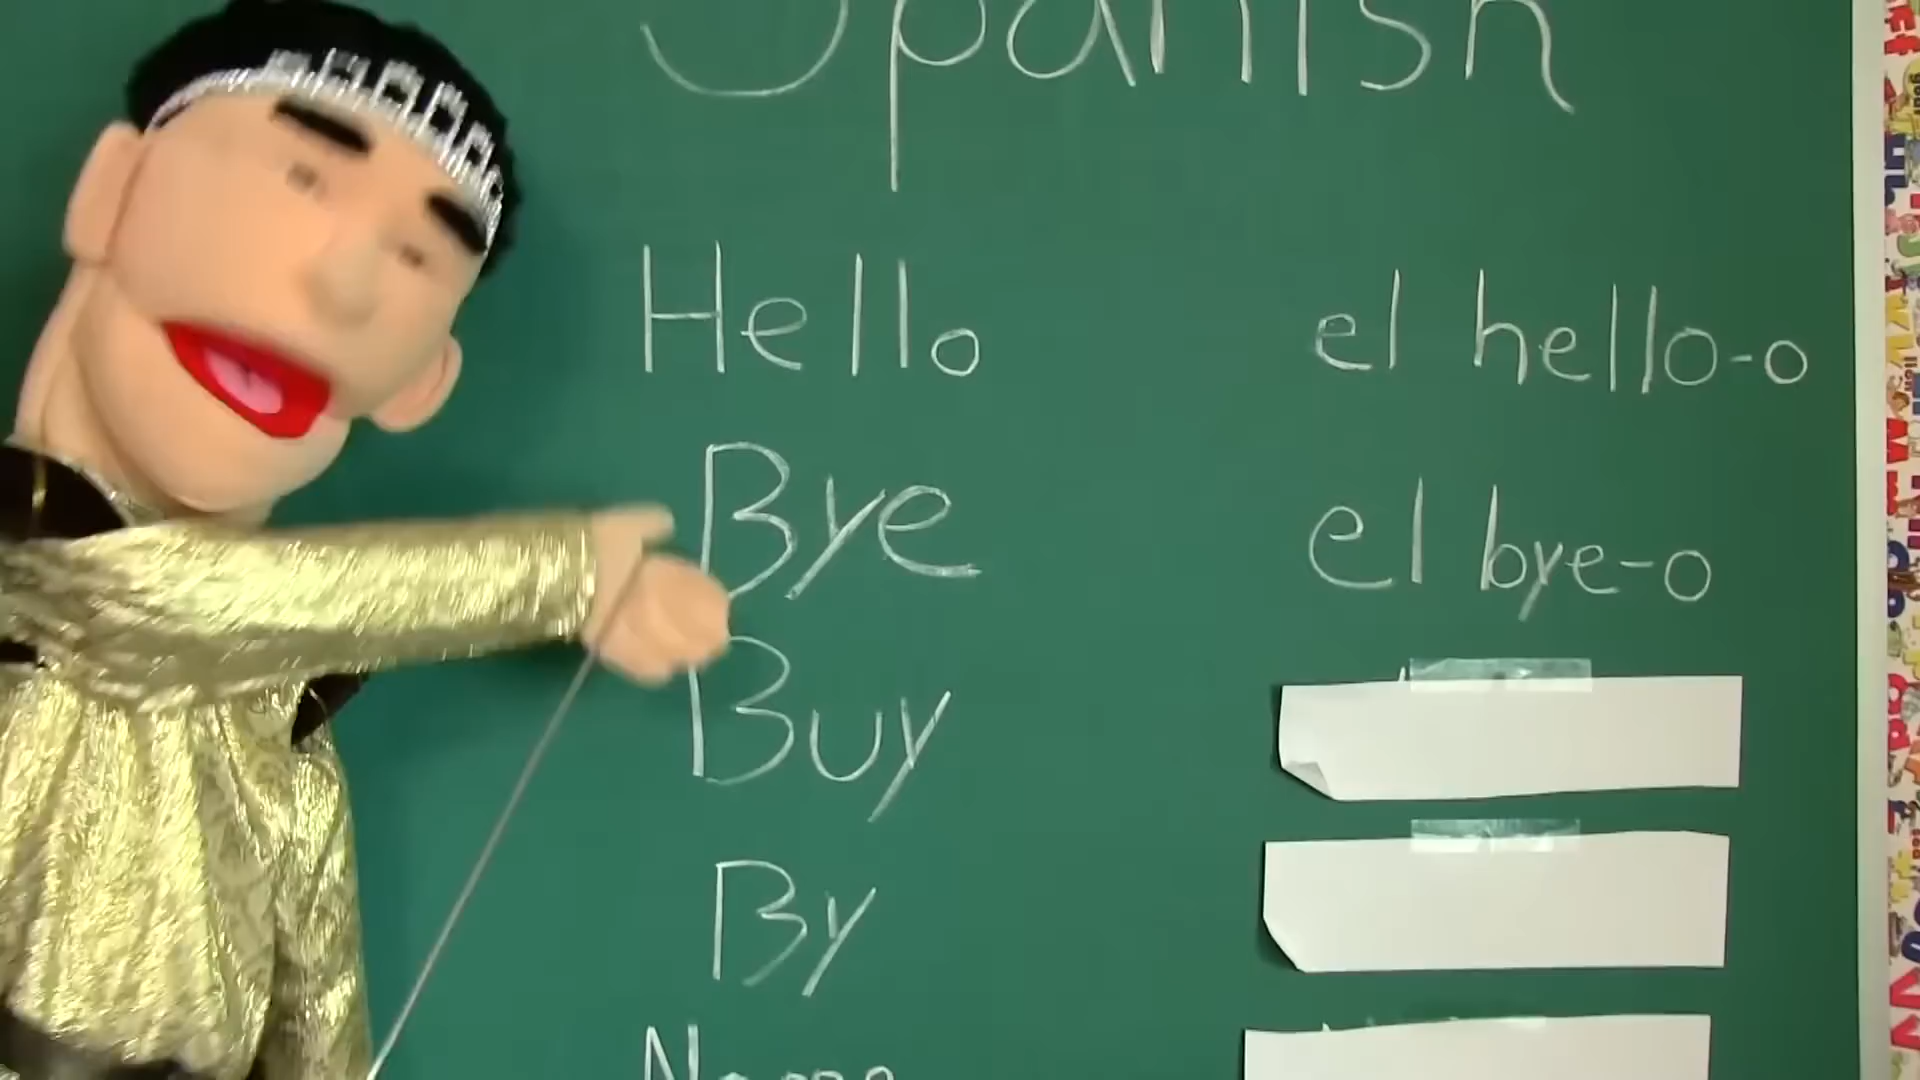 Spanish
Hello el hello-o
Bye el bye-o
Buy
By